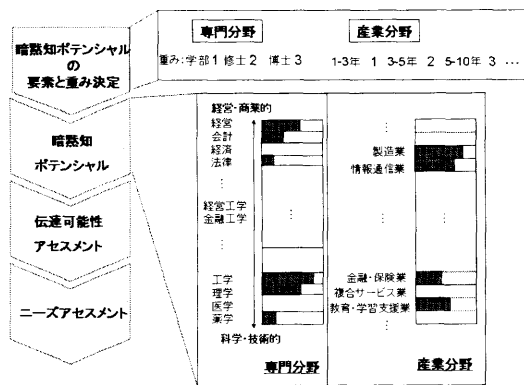 暗黙知ポテンシャル
の
要素と重み決定
暗黙知
ポテンシャル
伝達可能性
アセスメント
ニーズアセスメント
専門分野
重み:学部1 修士2 博士3
産業分野
1-3年 1 3-5年 2 5-10年 3 …
経営・商業的
経営
会計
経済
法律
⋮
経営工学
金融工学
⋮
工学
理学
医学
薬学
科学・技術的
⋮
⋮
専門分野
⋮
製造業
情報通信業
⋮
金融・保険業
複合サービス業
教育・学習支援業
⋮
⋮
⋮
産業分野